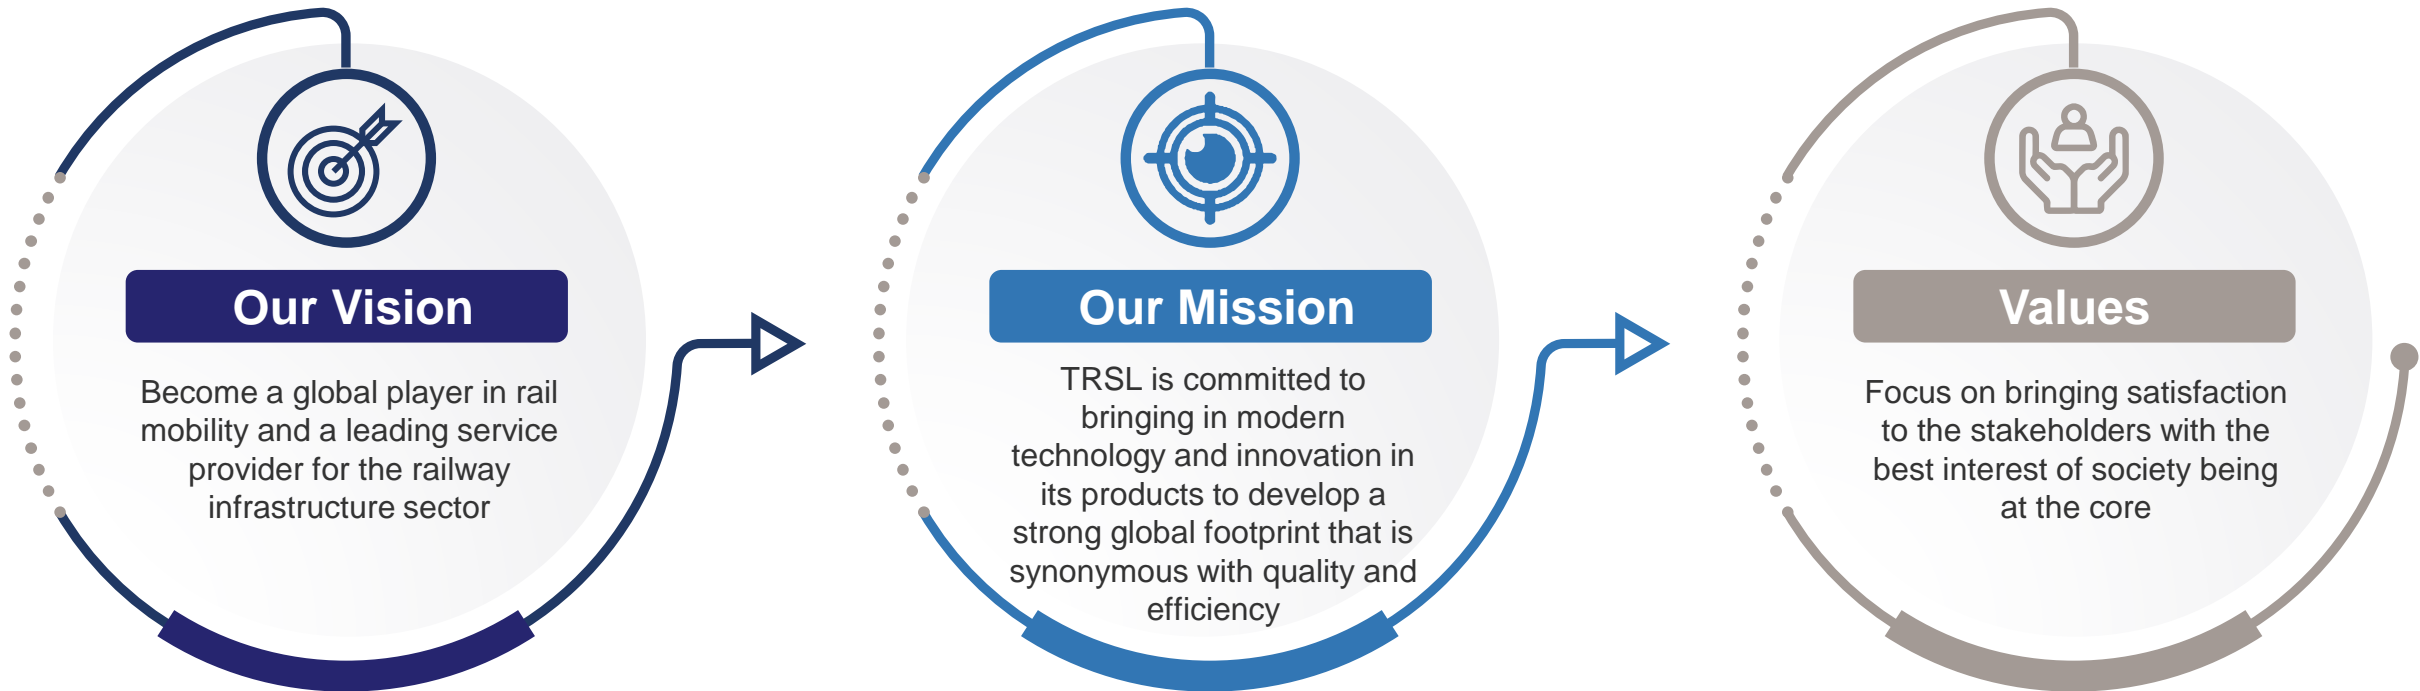 Our Vision
Become a global player in rail
mobility and a leading service
provider for the railway
infrastructure sector
Our Mission
TRSL is committed to
bringing in modern
technology and innovation in
its products to develop a
strong global footprint that is
synonymous with quality and
efficiency
Values
Focus on bringing satisfaction
to the stakeholders with the
best interest of society being
at the core